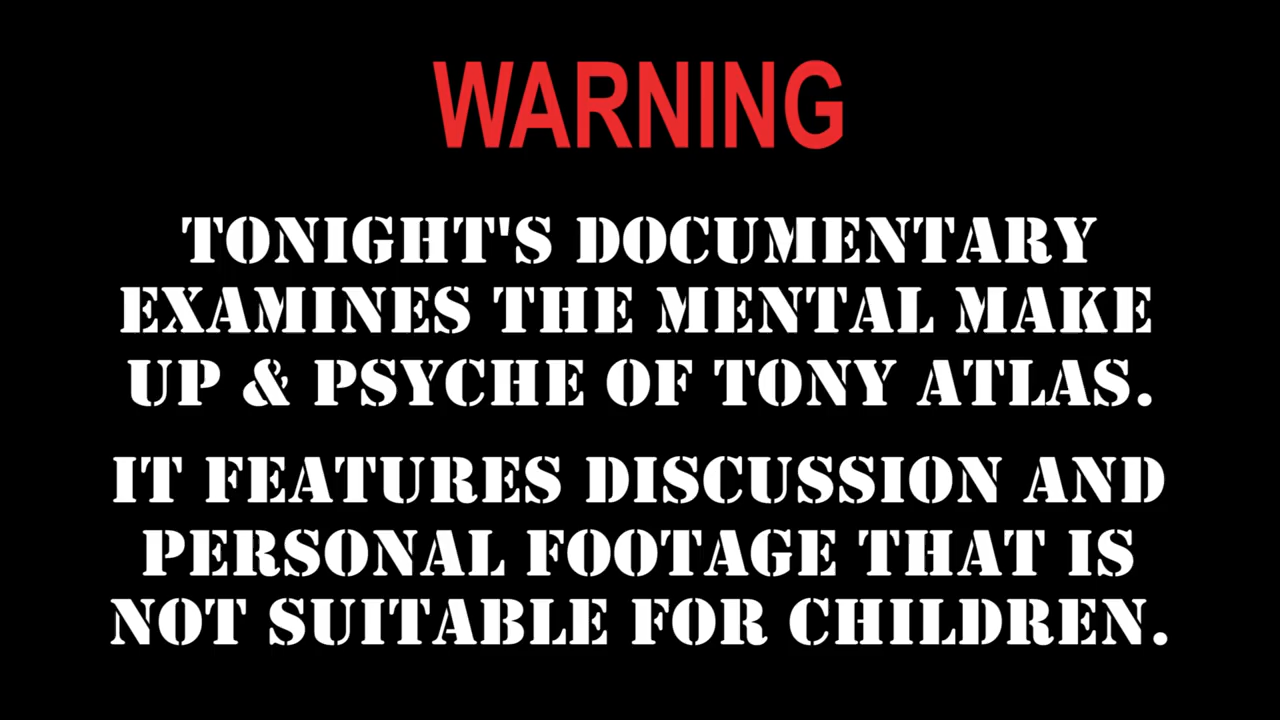 WARNING
TONIGHT'S DOCUMENTARY
EXAMINES THE MENTAL MAKE
UP & PSYCHE OF TONY ATLAS.
IT FEATURES DISCUSSION AND
PERSONAL FOOTAGE THAT IS
NOT SUITABLE FOR CHILDREN.